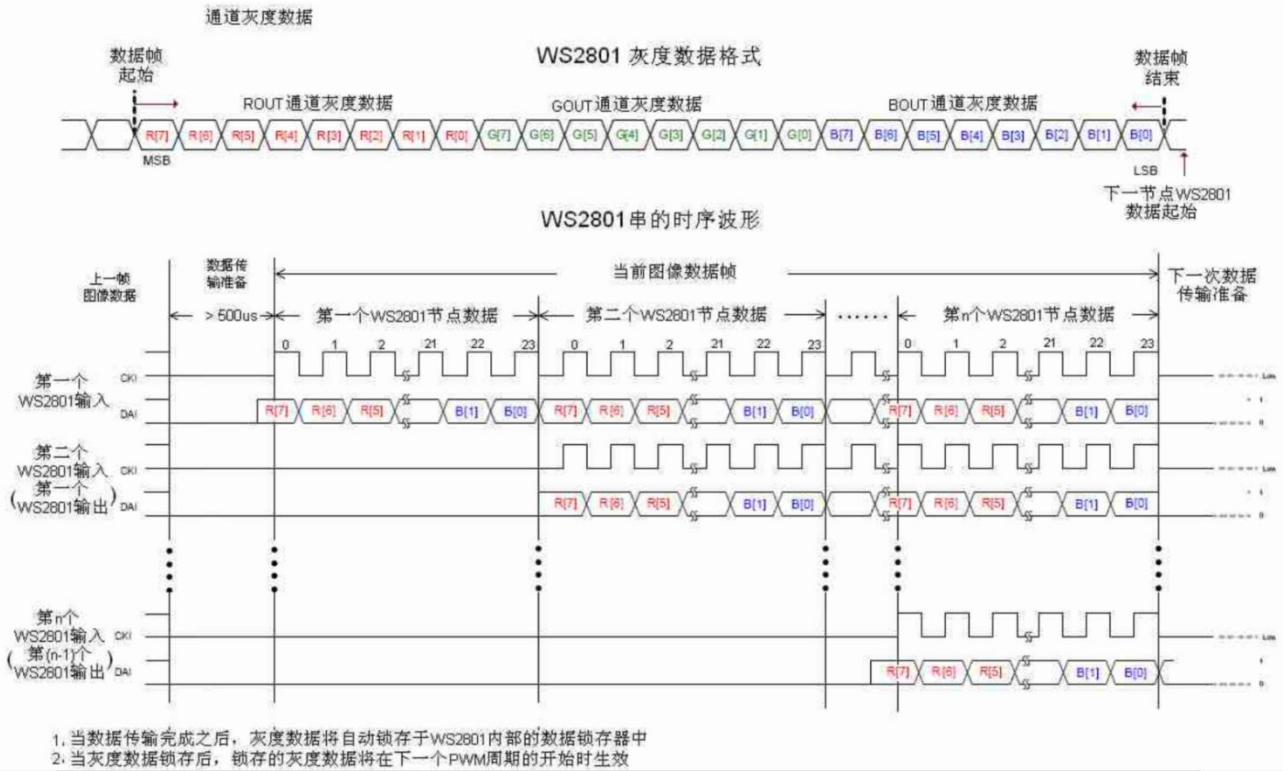 通道灰度数据
WS2801 灰度数据格式
数据帧
起始
数据帧
结束
ROUT通道灰度数据
GOUT通道灰度数据
BOUT通道灰度数据
R[7] R[6] R[5] R[4] R[3] R[2] R[1] R[0] G[7] G[6] G[5] G[4] G[3] G[2] G[1] G[0] B[7] B[6] B[5] B[4] B[3] B[2] B[1] B[0]
MSB
LSB
下一节点WS2801
数据起始
WS2801串的时序波形
上一帧
图像数据
数据传
输准备
当前图像数据帧
下一次数据
传输准备
> 500us
第一个WS2801节点数据
第二个WS2801节点数据
······
第n个WS2801节点数据
0 1 2 21 22 23 0 1 2 21 22 23 0 1 2 21 22 23
第一个
WS2801输入
CKI
Low
DAI
R[7] R[6] R[5] B[1] B[0] R[7] R[6] R[5] B[1] B[0] R[7] R[6] R[5] B[1] B[0]
1
0
第二个
WS2801输入
CKI
Low
(第一个
WS2801输出)
DAI
R[7] R[6] R[5] B[1] B[0] R[7] R[6] R[5] B[1] B[0]
1
0
第n个
WS2801输入
CKI
Low
(第(n-1)个
WS2801输出)
DAI
R[7] R[6] R[5] B[1] B[0]
1
0
1, 当数据传输完成之后，灰度数据将自动锁存于WS2801内部的数据锁存器中
2. 当灰度数据锁存后，锁存的灰度数据将在下一个PWM周期的开始时生效